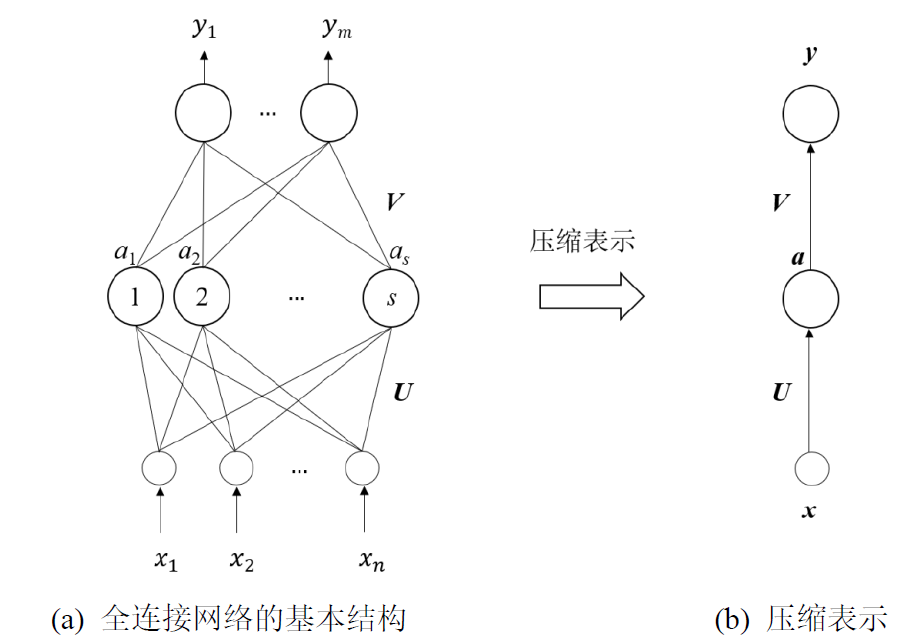 y₁ yₘ
y
...
V
V
a₁ a₂ aₛ
a
压缩表示
1 2 ... s
U
U
...
x₁ x₂ xₙ
x
(a) 全连接网络的基本结构
(b) 压缩表示